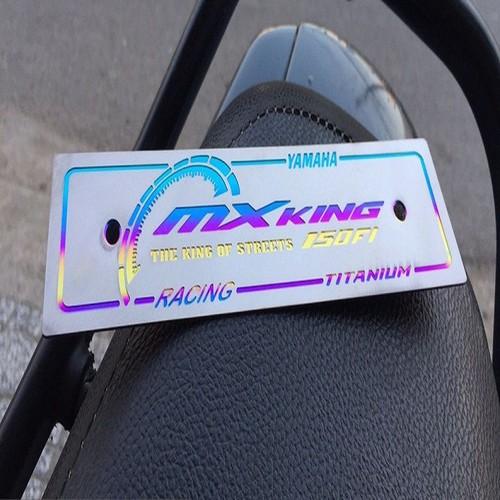 YAMAHA
MX KING
THE KING OF STREETS 150FI
RACING TITANIUM